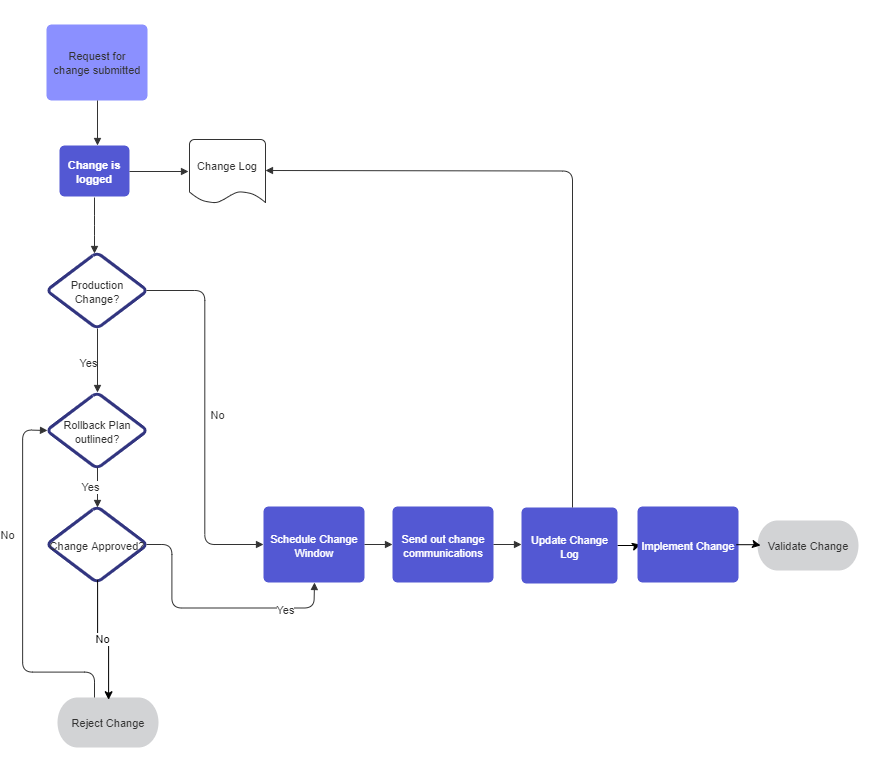 Request for
change submitted
Change is
logged
Change Log
Production
Change?
Yes
No
Rollback Plan
outlined?
Yes
No
Change Approved?
Schedule Change
Window
Send out change
communications
Update Change
Log
Implement Change
Validate Change
Yes
No
Reject Change